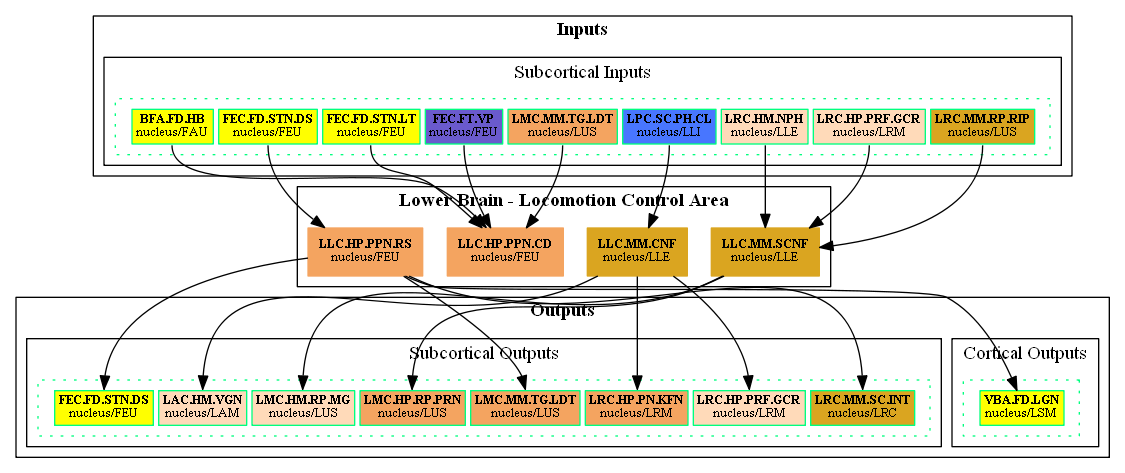 Inputs
Subcortical Inputs
BFA.FD.HB
nucleus/FAU
FEC.FD.STN.DS
nucleus/FEU
FEC.FD.STN.LT
nucleus/FEU
FEC.FT.VP
nucleus/FEU
LMC.MM.TG.LDT
nucleus/LUS
LPC.SC.PH.CL
nucleus/LLI
LRC.HM.NPH
nucleus/LLE
LRC.HP.PRF.GCR
nucleus/LRM
LRC.MM.RP.RIP
nucleus/LUS
Lower Brain - Locomotion Control Area
LLC.HP.PPN.RS
nucleus/FEU
LLC.HP.PPN.CD
nucleus/FEU
LLC.MM.CNF
nucleus/LLE
LLC.MM.SCNF
nucleus/LLE
Outputs
Subcortical Outputs
FEC.FD.STN.DS
nucleus/FEU
LAC.HM.VGN
nucleus/LAM
LMC.HM.RP.MG
nucleus/LUS
LMC.HP.RP.PRN
nucleus/LUS
LMC.MM.TG.LDT
nucleus/LUS
LRC.HP.PN.KFN
nucleus/LRM
LRC.HP.PRF.GCR
nucleus/LRM
LRC.MM.SC.INT
nucleus/LRC
Cortical Outputs
VBA.FD.LGN
nucleus/LSM